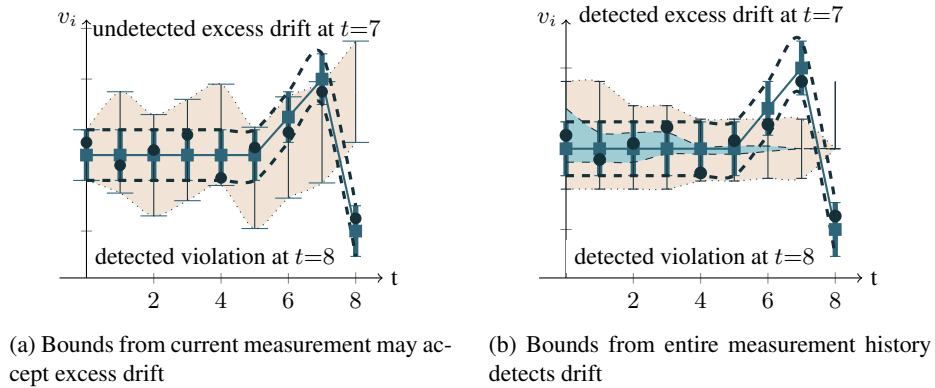 v_i
undetected excess drift at t=7
detected violation at t=8
t
2
4
6
8
(a) Bounds from current measurement may ac-
cept excess drift
v_i
detected excess drift at t=7
detected violation at t=8
t
2
4
6
8
(b) Bounds from entire measurement history
detects drift